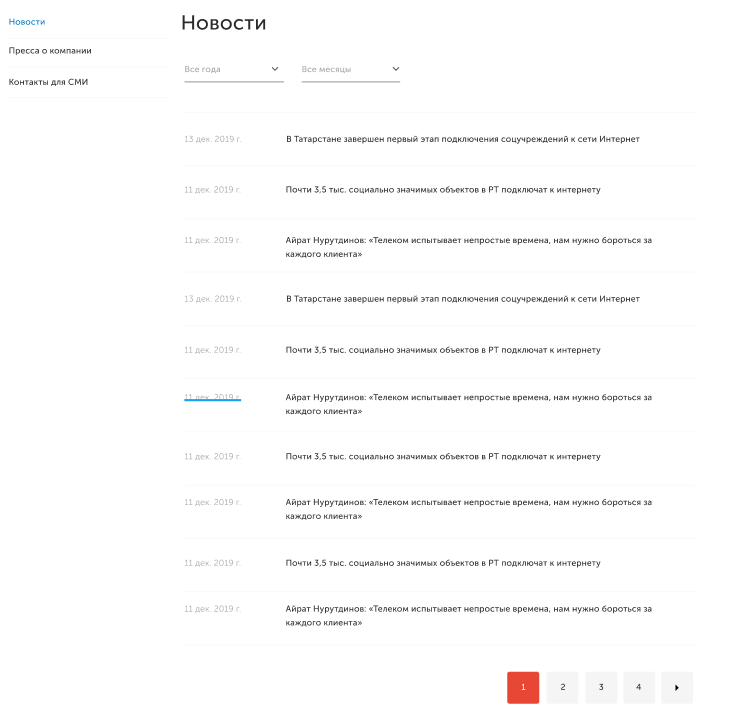 Новости
Пресса о компании
Контакты для СМИ
Новости
Все года Все месяцы
13 дек. 2019 г. В Татарстане завершен первый этап подключения соцучреждений к сети Интернет
11 дек. 2019 г. Почти 3,5 тыс. социально значимых объектов в РТ подключат к интернету
11 дек. 2019 г. Айрат Нурутдинов: «Телеком испытывает непростые времена, нам нужно бороться за
каждого клиента»
13 дек. 2019 г. В Татарстане завершен первый этап подключения соцучреждений к сети Интернет
11 дек. 2019 г. Почти 3,5 тыс. социально значимых объектов в РТ подключат к интернету
11 дек. 2019 г. Айрат Нурутдинов: «Телеком испытывает непростые времена, нам нужно бороться за
каждого клиента»
11 дек. 2019 г. Почти 3,5 тыс. социально значимых объектов в РТ подключат к интернету
11 дек. 2019 г. Айрат Нурутдинов: «Телеком испытывает непростые времена, нам нужно бороться за
каждого клиента»
11 дек. 2019 г. Почти 3,5 тыс. социально значимых объектов в РТ подключат к интернету
11 дек. 2019 г. Айрат Нурутдинов: «Телеком испытывает непростые времена, нам нужно бороться за
каждого клиента»
1 2 3 4